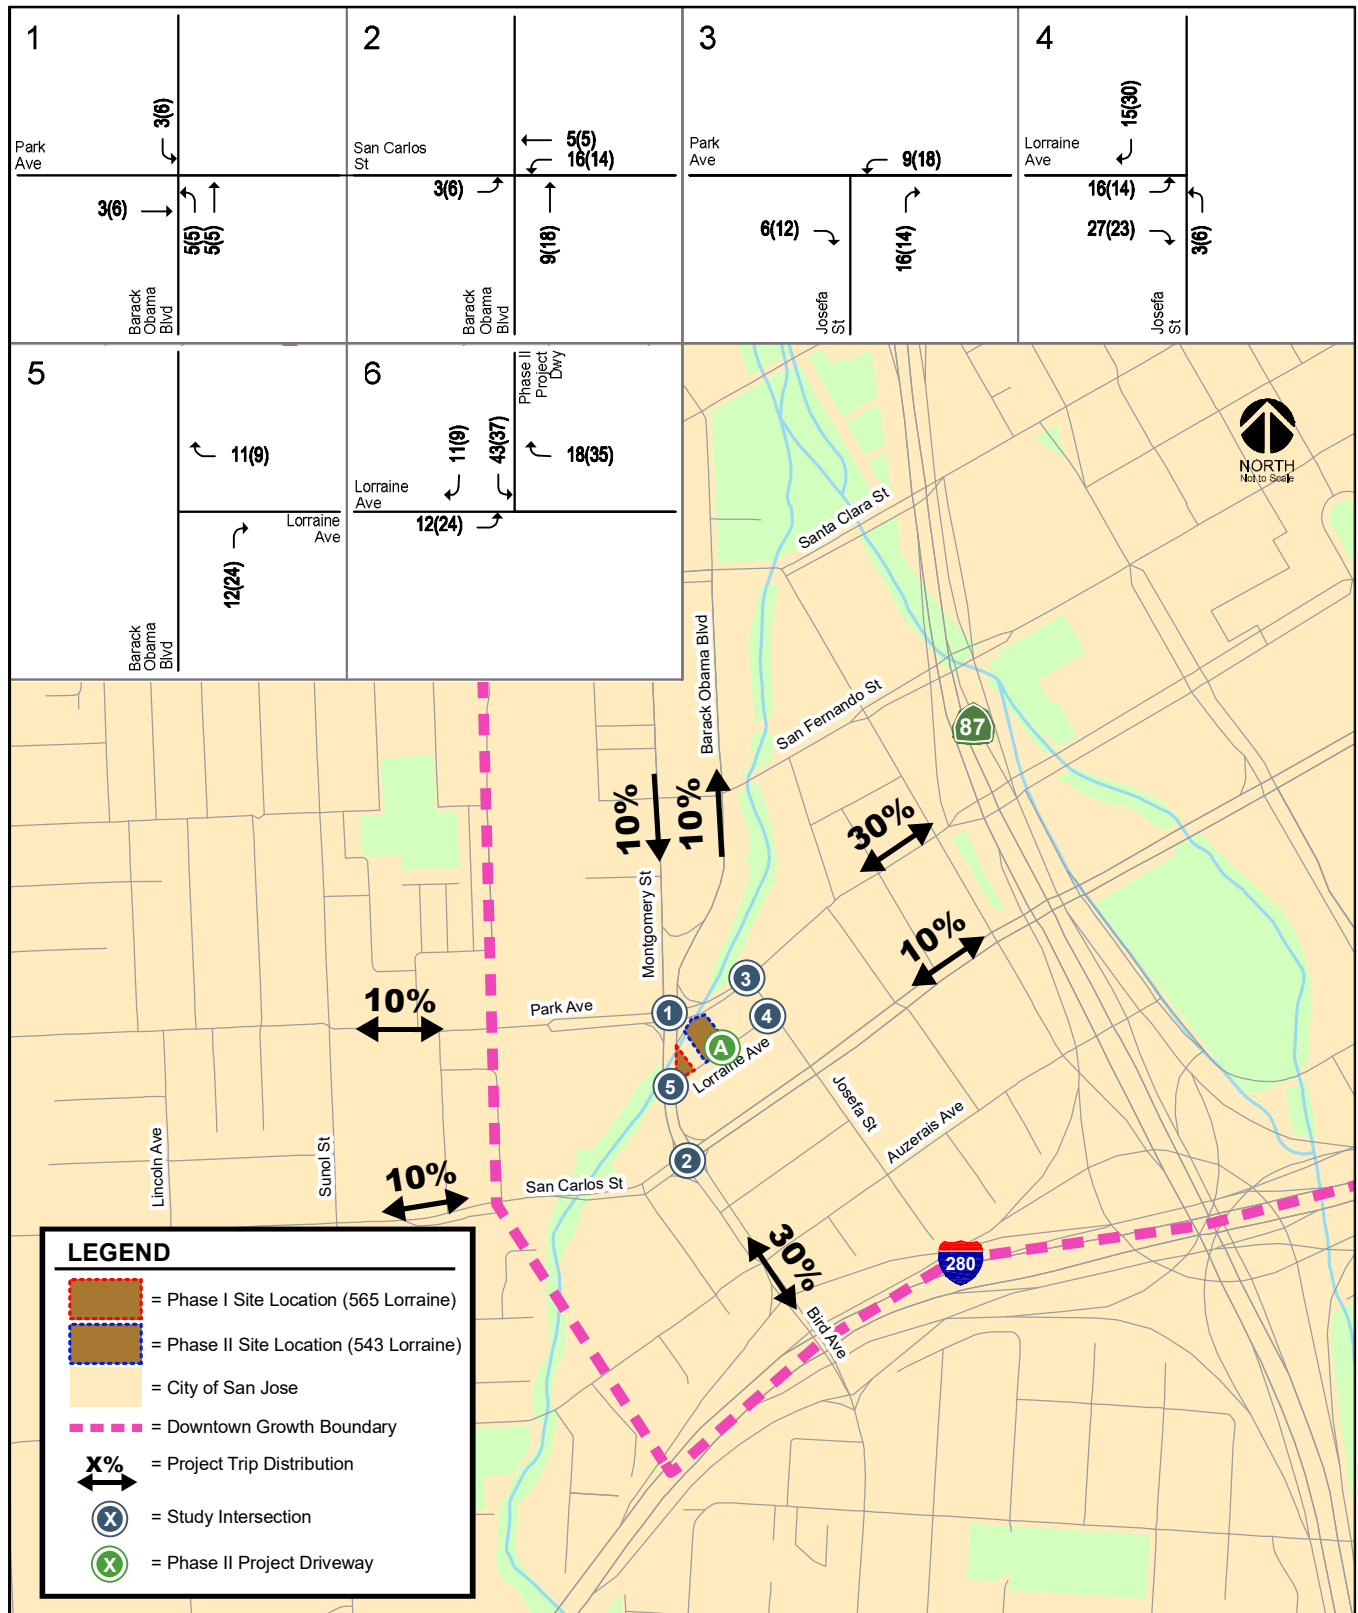 1
3(6)
Park
Ave
3(6)
5(5)
5(5)
Barack
Obama
Blvd
2
San Carlos
St
5(5)
16(14)
3(6)
9(18)
Barack
Obama
Blvd
3
Park
Ave
9(18)
6(12)
16(14)
Josefa
St
4
15(30)
Lorraine
Ave
16(14)
27(23)
3(6)
Josefa
St
5
11(9)
Lorraine
Ave
12(24)
Barack
Obama
Blvd
6
Phase II
Project
Dwy
11(9)
43(37)
18(35)
Lorraine
Ave
12(24)
NORTH
Not to Scale
Santa Clara St
Barack Obama Blvd
San Fernando St
87
10%
10%
30%
Montgomery St
10%
3
10%
Park Ave
1
4
A
Lorraine Ave
5
Josefa St
Auzerais Ave
Lincoln Ave
Sunol St
2
10%
San Carlos St
30%
280
Bird Ave
LEGEND
= Phase I Site Location (565 Lorraine)
= Phase II Site Location (543 Lorraine)
= City of San Jose
= Downtown Growth Boundary
X% = Project Trip Distribution
X = Study Intersection
X = Phase II Project Driveway